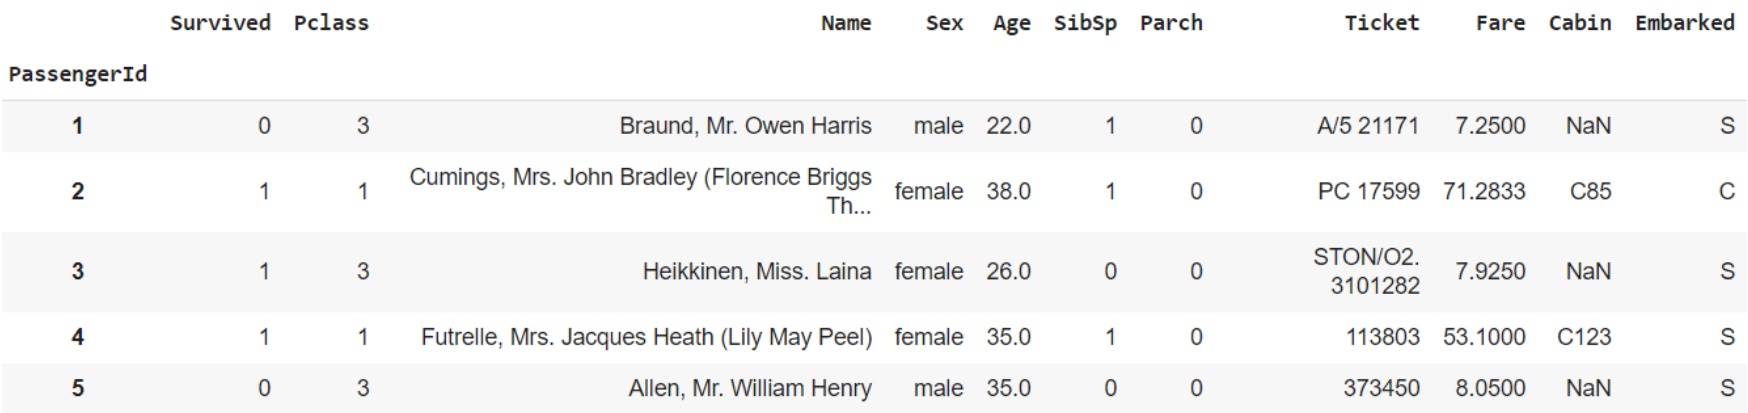 Survived Pclass Name Sex Age SibSp Parch Ticket Fare Cabin Embarked
PassengerId
1 0 3 Braund, Mr. Owen Harris male 22.0 1 0 A/5 21171 7.2500 NaN S
2 1 1 Cumings, Mrs. John Bradley (Florence Briggs Th... female 38.0 1 0 PC 17599 71.2833 C85 C
3 1 3 Heikkinen, Miss. Laina female 26.0 0 0 STON/O2. 3101282 7.9250 NaN S
4 1 1 Futrelle, Mrs. Jacques Heath (Lily May Peel) female 35.0 1 0 113803 53.1000 C123 S
5 0 3 Allen, Mr. William Henry male 35.0 0 0 373450 8.0500 NaN S